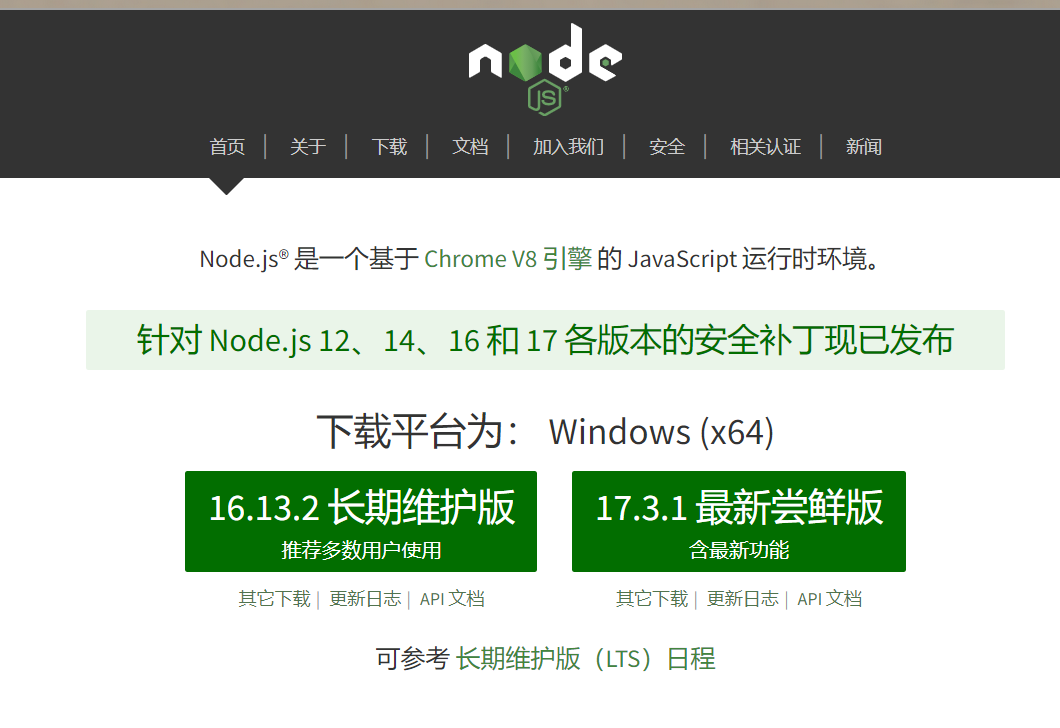 node
JS®
首页 | 关于 | 下载 | 文档 | 加入我们 | 安全 | 相关认证 | 新闻
Node.js® 是一个基于 Chrome V8 引擎 的 JavaScript 运行时环境。
针对 Node.js 12、14、16 和 17 各版本的安全补丁现已发布
下载平台为： Windows (x64)
16.13.2 长期维护版
推荐多数用户使用
17.3.1 最新尝鲜版
含最新功能
其它下载 | 更新日志 | API 文档
其它下载 | 更新日志 | API 文档
可参考 长期维护版（LTS）日程